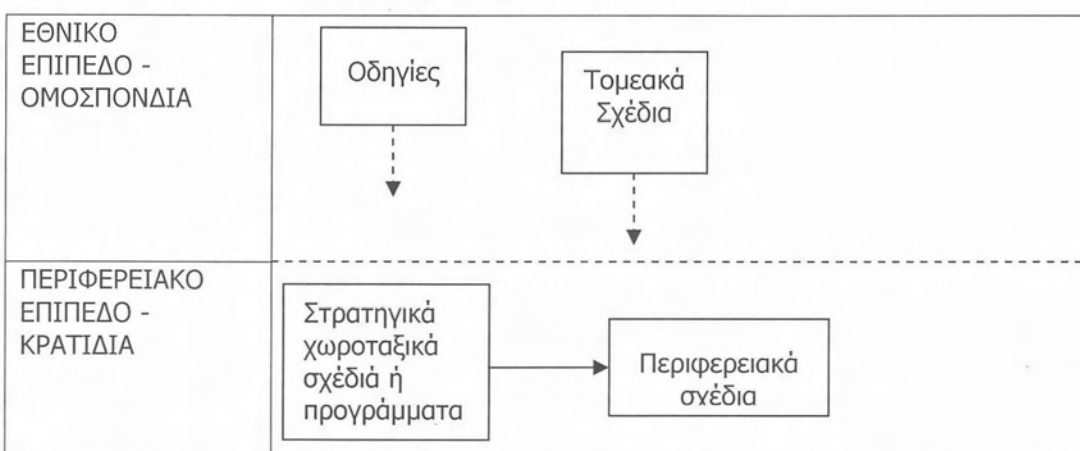 ΕΘΝΙΚΟ
ΕΠΙΠΕΔΟ -
ΟΜΟΣΠΟΝΔΙΑ
Οδηγίες
Τομεακά
Σχέδια
ΠΕΡΙΦΕΡΕΙΑΚΟ
ΕΠΙΠΕΔΟ -
ΚΡΑΤΙΔΙΑ
Στρατηγικά
χωροταξικά
σχέδιά ή
προγράμματα
Περιφερειακά
σχέδια